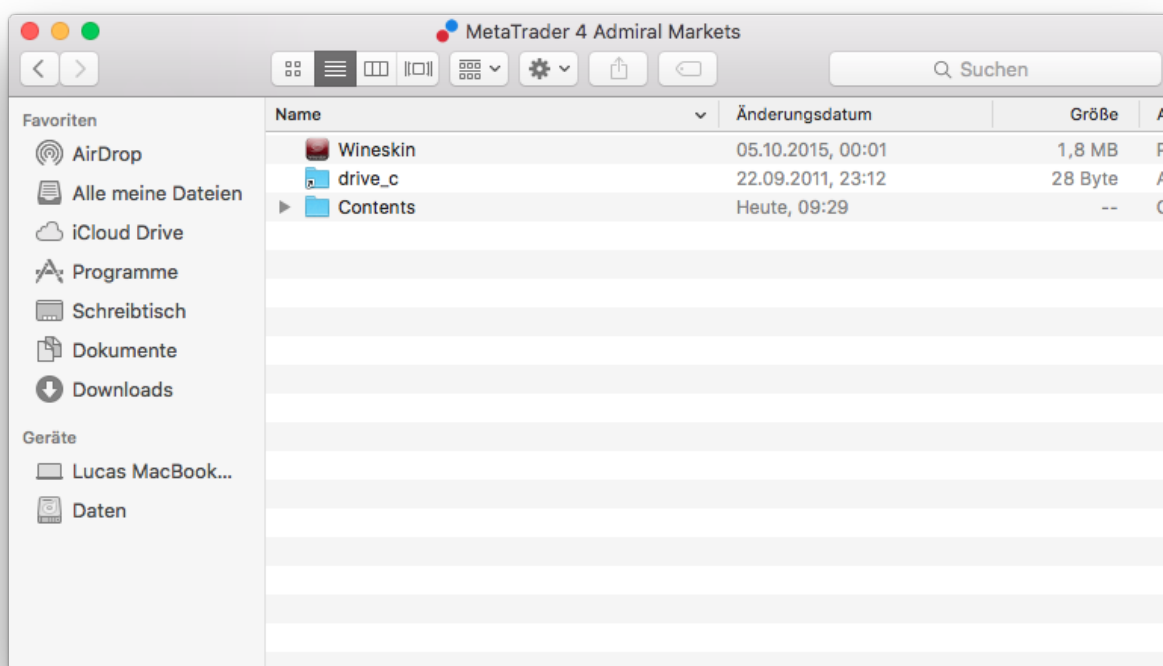 MetaTrader 4 Admiral Markets
Suchen
Favoriten
AirDrop
Alle meine Dateien
iCloud Drive
Programme
Schreibtisch
Dokumente
Downloads
Geräte
Lucas MacBook...
Daten
Name Änderungsdatum Größe
Wineskin 05.10.2015, 00:01 1,8 MB
drive_c 22.09.2011, 23:12 28 Byte
Contents Heute, 09:29 --